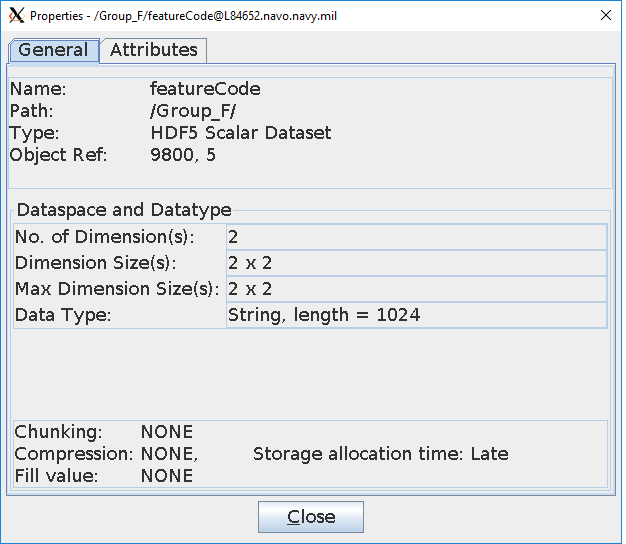 Properties - /Group_F/featureCode@L84652.navo.navy.mil
General Attributes
Name: featureCode
Path: /Group_F/
Type: HDF5 Scalar Dataset
Object Ref: 9800, 5
Dataspace and Datatype
No. of Dimension(s): 2
Dimension Size(s): 2 x 2
Max Dimension Size(s): 2 x 2
Data Type: String, length = 1024
Chunking: NONE
Compression: NONE, Storage allocation time: Late
Fill value: NONE
Close